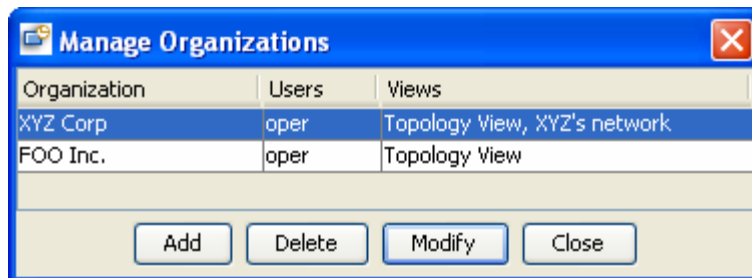 Manage Organizations
Organization Users Views
XYZ Corp oper Topology View, XYZ's network
FOO Inc. oper Topology View
Add Delete Modify Close